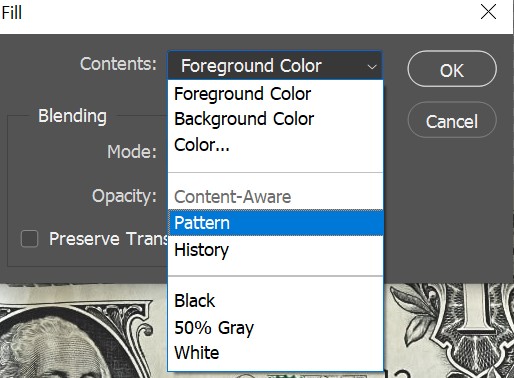 Fill
Contents: Foreground Color OK
Foreground Color
Background Color
Color...
Content-Aware
Pattern
History
Black
50% Gray
White
Blending
Mode:
Opacity:
Preserve Trans
Cancel